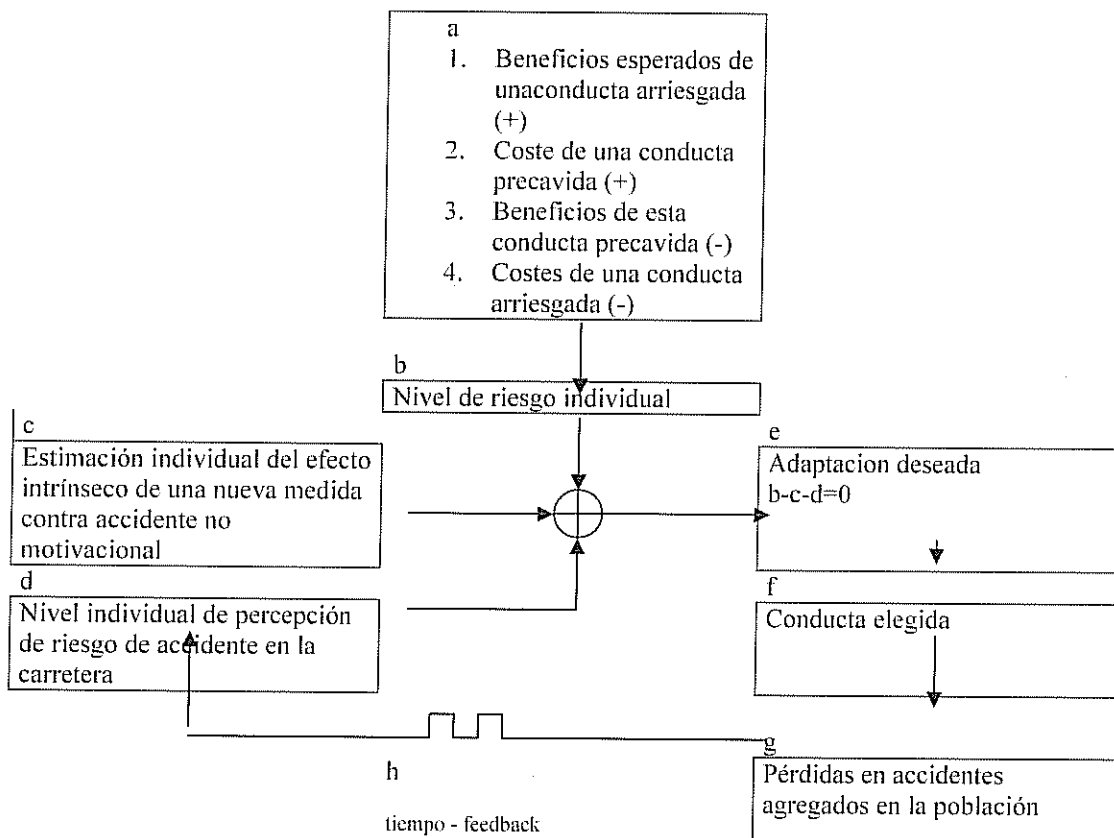 a
1. Beneficios esperados de
unaconducta arriesgada
(+)
2. Coste de una conducta
precavida (+)
3. Beneficios de esta
conducta precavida (-)
4. Costes de una conducta
arriesgada (-)
b
Nivel de riesgo individual
c
Estimación individual del efecto
intrínseco de una nueva medida
contra accidente no
motivacional
e
Adaptacion deseada
b-c-d=0
d
Nivel individual de percepción
de riesgo de accidente en la
carretera
f
Conducta elegida
g
Pérdidas en accidentes
agregados en la población
h
tiempo - feedback